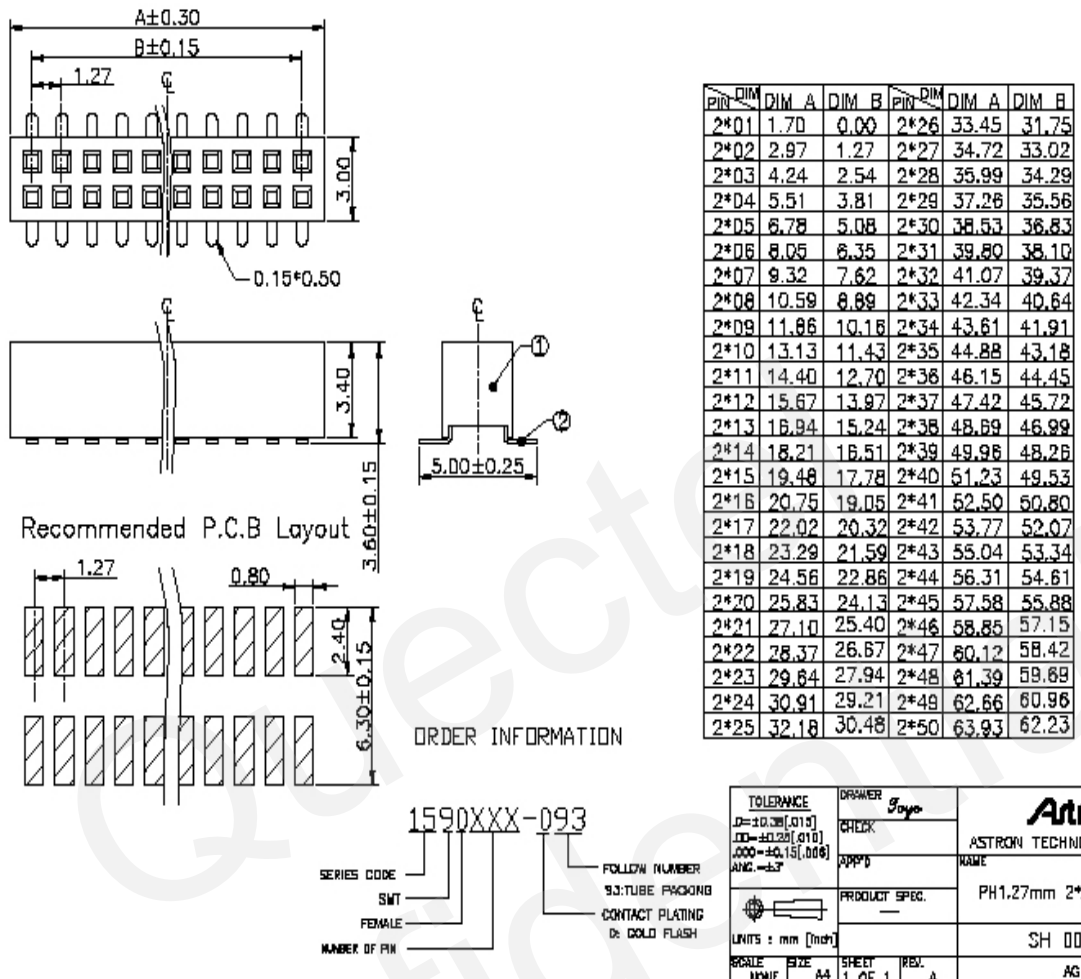 A±0.30
B±0.15
1.27
3.00
0.15*0.50
3.40
3.60±0.15
①
②
5.00±0.25
Recommended P.C.B Layout
1.27
0.80
2.40
6.30±0.15
PIN DIM DIM A DIM B PIN DIM DIM A DIM B
2*01 1.70 0.00 2*26 33.45 31.75
2*02 2.97 1.27 2*27 34.72 33.02
2*03 4.24 2.54 2*28 35.99 34.29
2*04 5.51 3.81 2*29 37.26 35.56
2*05 6.78 5.08 2*30 38.53 36.83
2*06 8.05 6.35 2*31 39.80 38.10
2*07 9.32 7.62 2*32 41.07 39.37
2*08 10.59 8.89 2*33 42.34 40.64
2*09 11.86 10.16 2*34 43.61 41.91
2*10 13.13 11.43 2*35 44.88 43.18
2*11 14.40 12.70 2*36 46.15 44.45
2*12 15.67 13.97 2*37 47.42 45.72
2*13 16.94 15.24 2*38 48.69 46.99
2*14 18.21 16.51 2*39 49.96 48.26
2*15 19.48 17.78 2*40 51.23 49.53
2*16 20.75 19.05 2*41 52.50 50.80
2*17 22.02 20.32 2*42 53.77 52.07
2*18 23.29 21.59 2*43 55.04 53.34
2*19 24.56 22.86 2*44 56.31 54.61
2*20 25.83 24.13 2*45 57.58 55.88
2*21 27.10 25.40 2*46 58.85 57.15
2*22 28.37 26.67 2*47 60.12 58.42
2*23 29.64 27.94 2*48 61.39 59.69
2*24 30.91 29.21 2*49 62.66 60.96
2*25 32.18 30.48 2*50 63.93 62.23
ORDER INFORMATION
1590XXX-093
SERIES CODE
SMT
FEMALE
NUMBER OF PIN
FOLLOW NUMBER
93:TUBE PACKING
CONTACT PLATING
0: GOLD FLASH
TOLERANCE
.0=±0.38[.015]
.00=±0.25[.010]
.000=±0.15[.006]
ANG.=±3°
UNITS : mm [inch]
SCALE NONE
SIZE A4
DRAWER
CHECK
APP'D
PRODUCT SPEC.
SHEET 1 OF 1
REV. A
ASTRON TECHN
NAME
PH1.27mm 2*
SH 00
Quectel